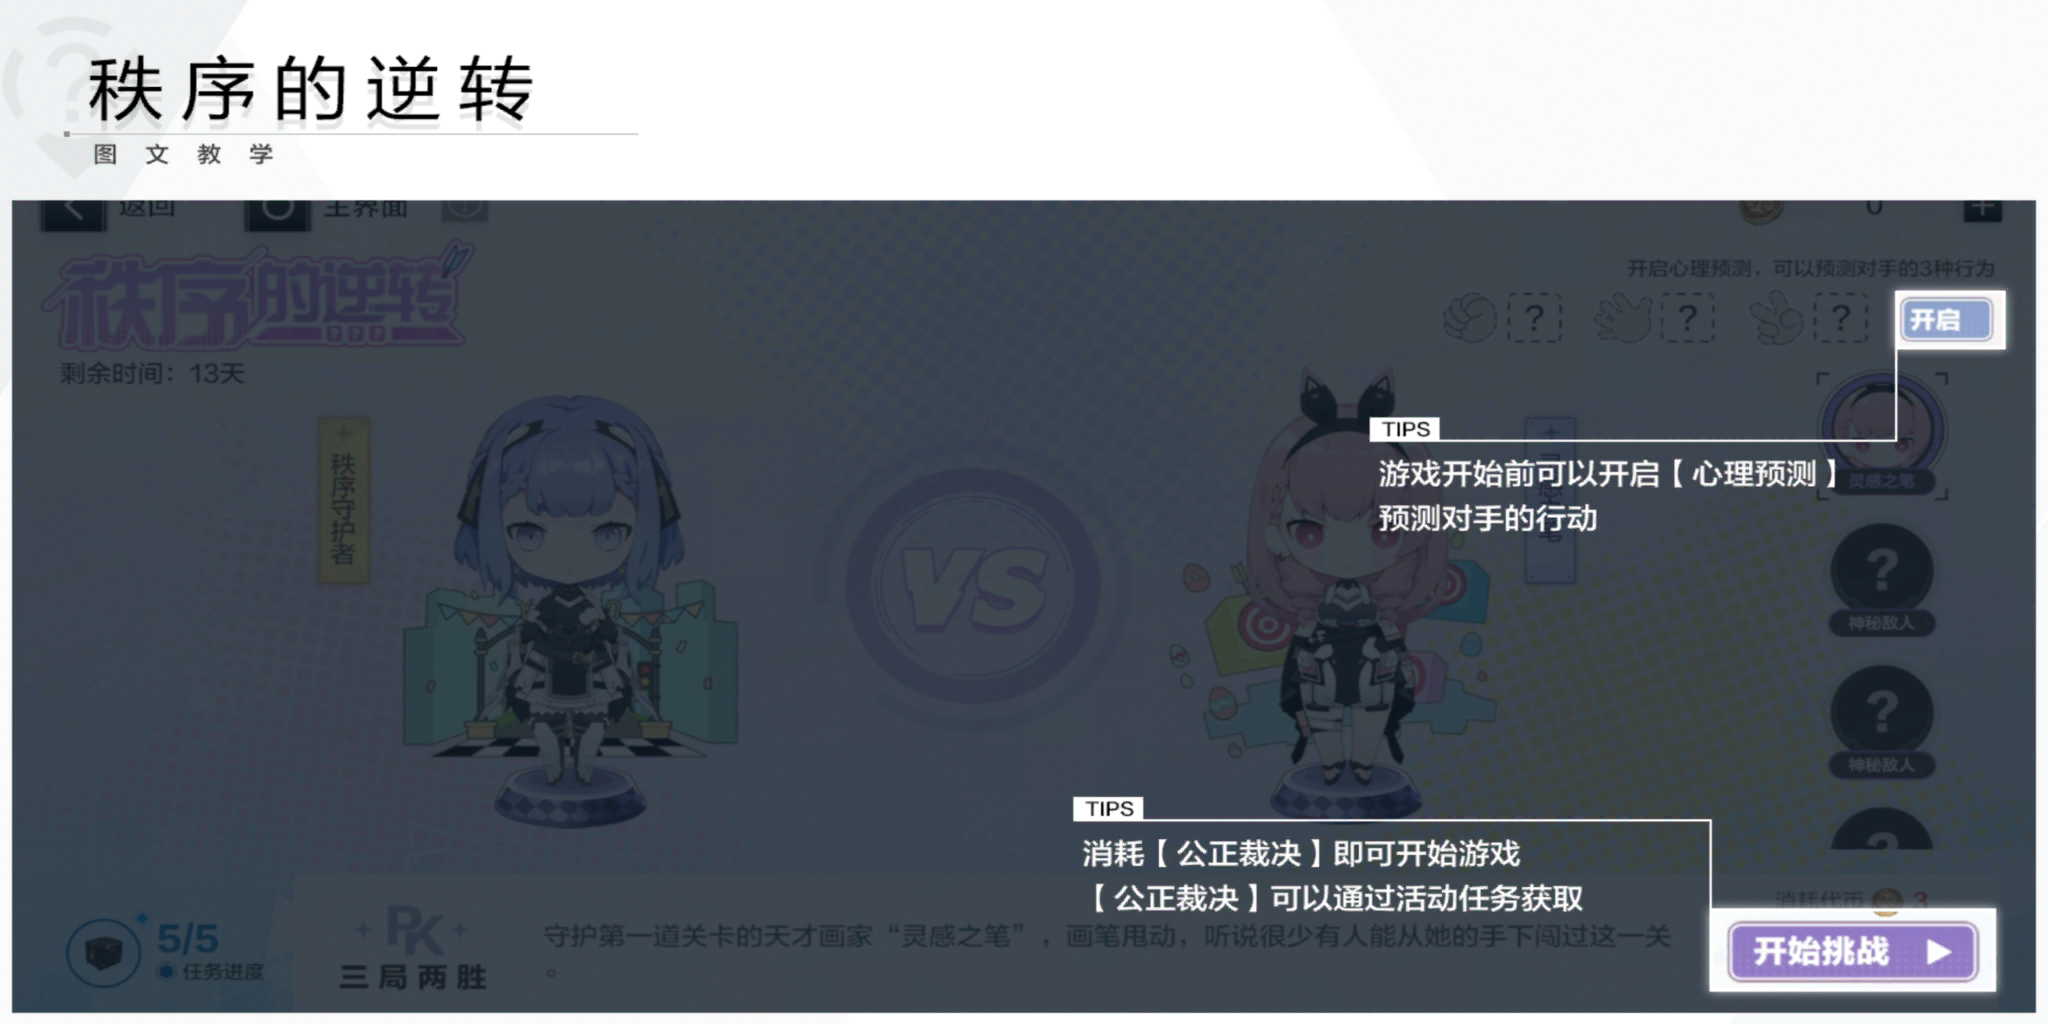 秩序的逆转
图文教学
返回
主界面
0
秩序的逆转
剩余时间：13天
开启心理预测，可以预测对手的3种行为
?
?
?
开启
秩序守护者
VS
TIPS
游戏开始前可以开启【心理预测】
预测对手的行动
灵感之笔
?
神秘敌人
?
神秘敌人
?
TIPS
消耗【公正裁决】即可开始游戏
【公正裁决】可以通过活动任务获取
消耗代币 3
5/5
任务进度
PK
三局两胜
守护第一道关卡的天才画家“灵感之笔”，画笔甩动，听说很少有人能从她的手下闯过这一关
。
开始挑战